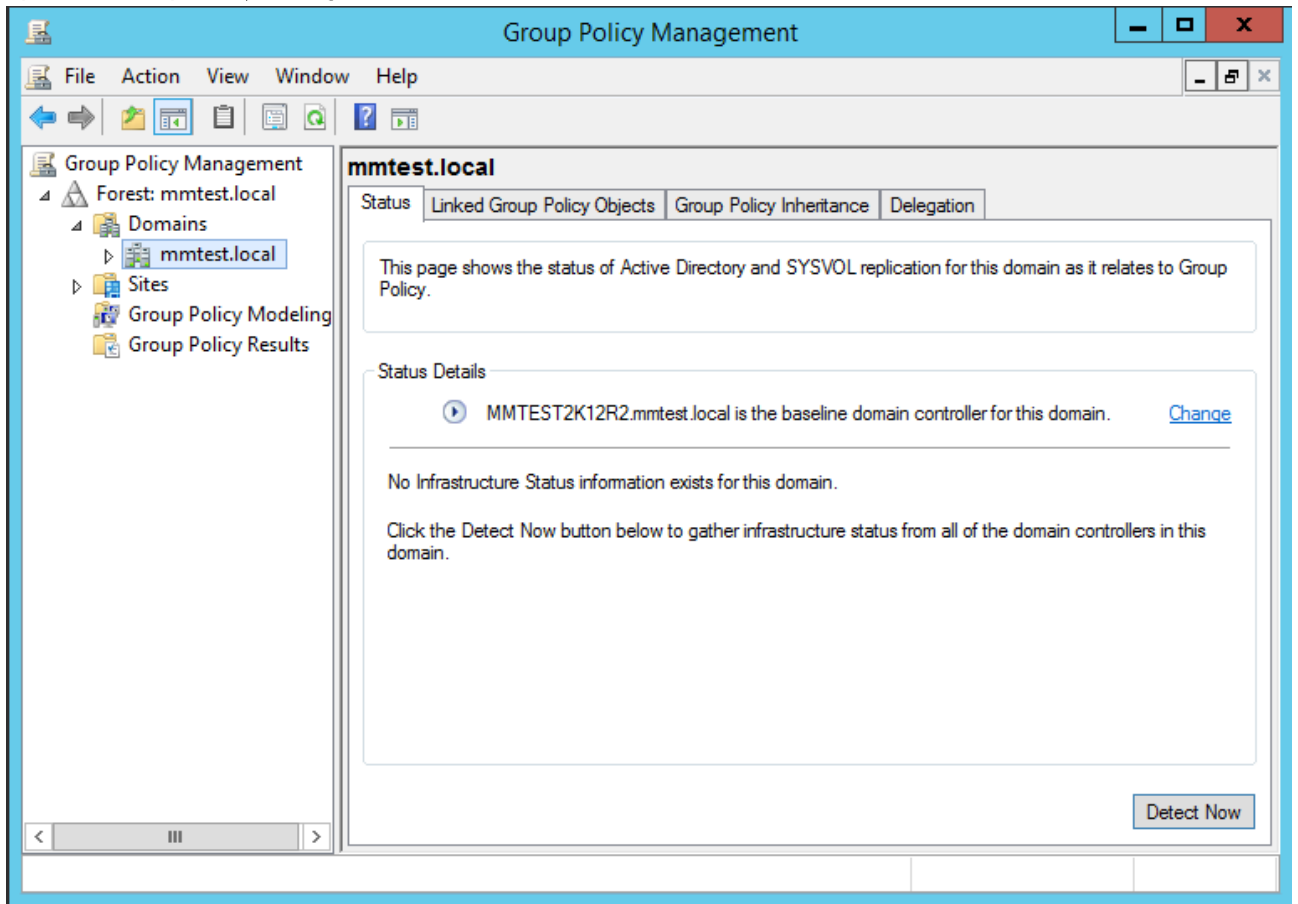 Group Policy Management
File Action View Window Help
Group Policy Management
Forest: mmtest.local
Domains
mmtest.local
Sites
Group Policy Modeling
Group Policy Results
mmtest.local
Status Linked Group Policy Objects Group Policy Inheritance Delegation
This page shows the status of Active Directory and SYSVOL replication for this domain as it relates to Group
Policy.
Status Details
MMTEST2K12R2.mmtest.local is the baseline domain controller for this domain. Change
No Infrastructure Status information exists for this domain.
Click the Detect Now button below to gather infrastructure status from all of the domain controllers in this
domain.
Detect Now